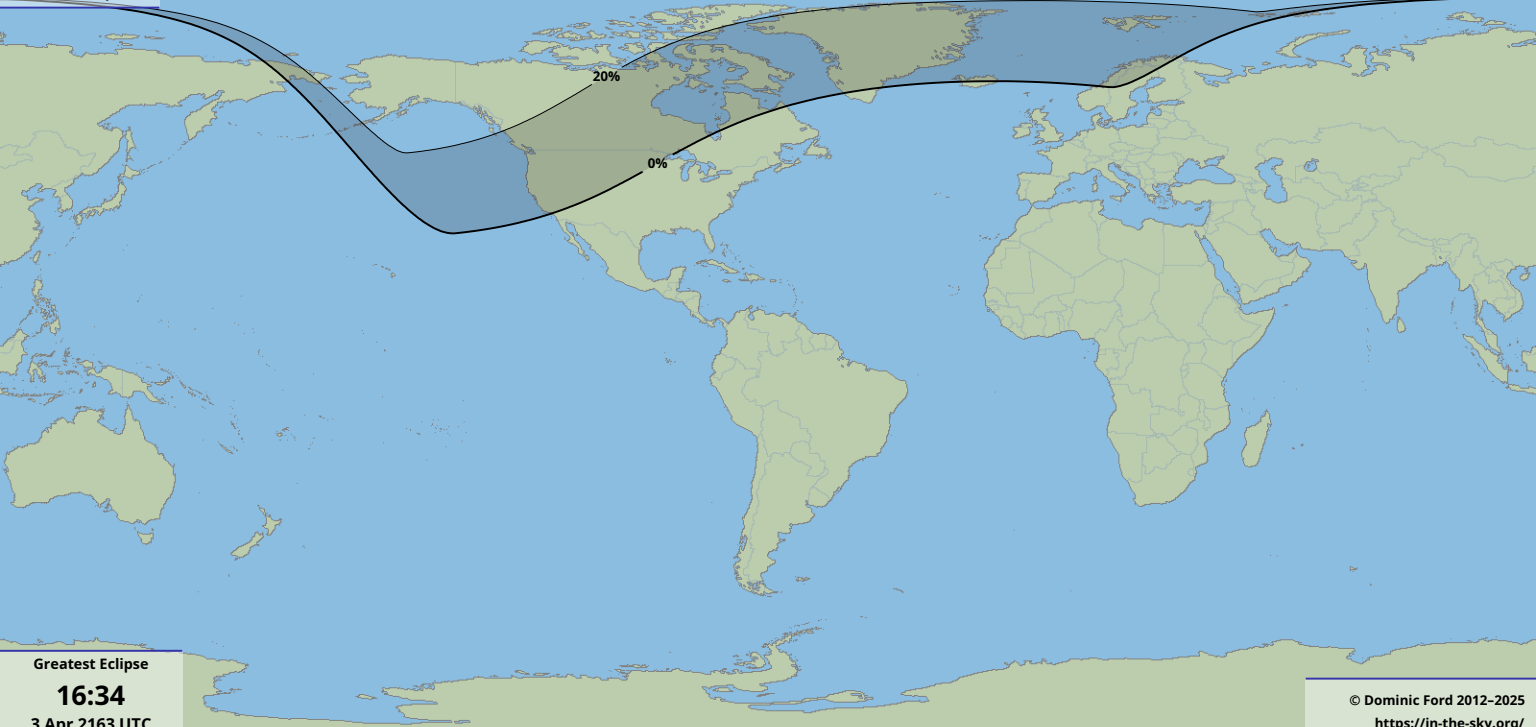 20%
0%
Greatest Eclipse
16:34
3 Apr 2163 UTC
© Dominic Ford 2012–2025
https://in-the-sky.org/